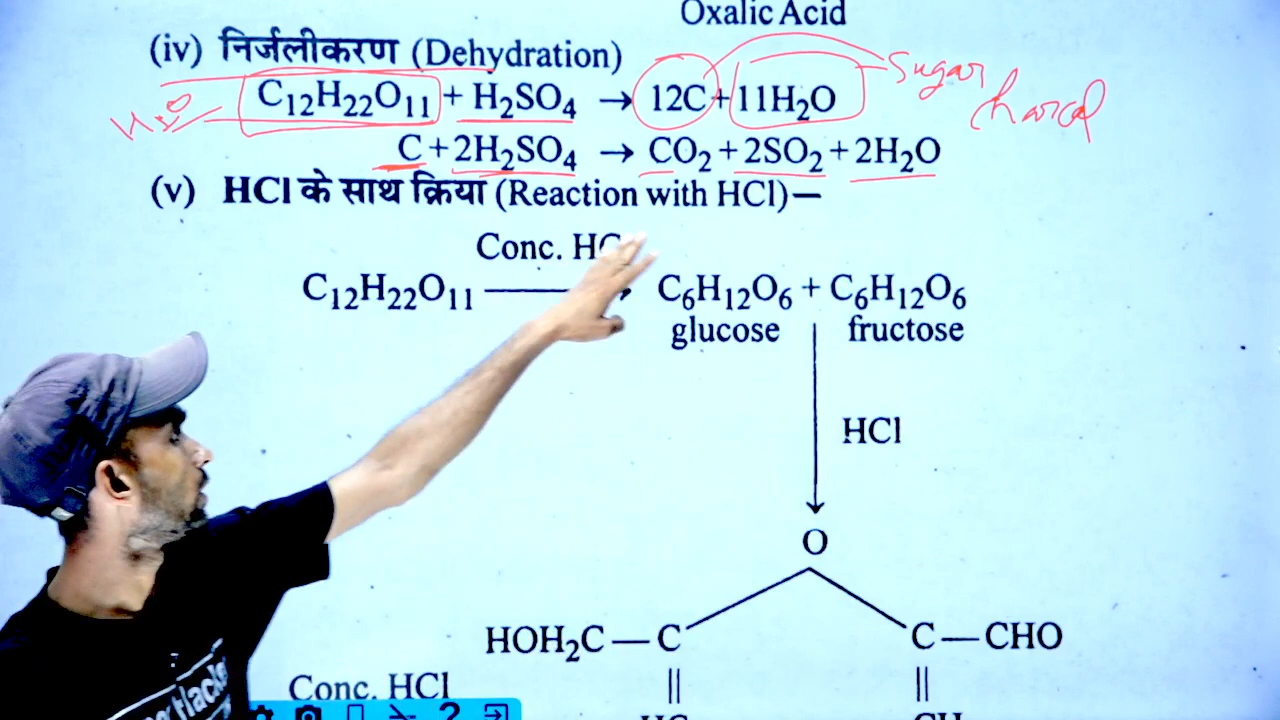 Oxalic Acid
(iv) निर्जलीकरण (Dehydration)
C₁₂H₂₂O₁₁ + H₂SO₄ → 12C + 11H₂O
Sugar
C + 2H₂SO₄ → CO₂ + 2SO₂ + 2H₂O
(v) HCl के साथ क्रिया (Reaction with HCl)—
Conc.
C₁₂H₂₂O₁₁ → C₆H₁₂O₆ + C₆H₁₂O₆
glucose fructose
HCl
O
HOH₂C—C C—CHO
Conc. HCl